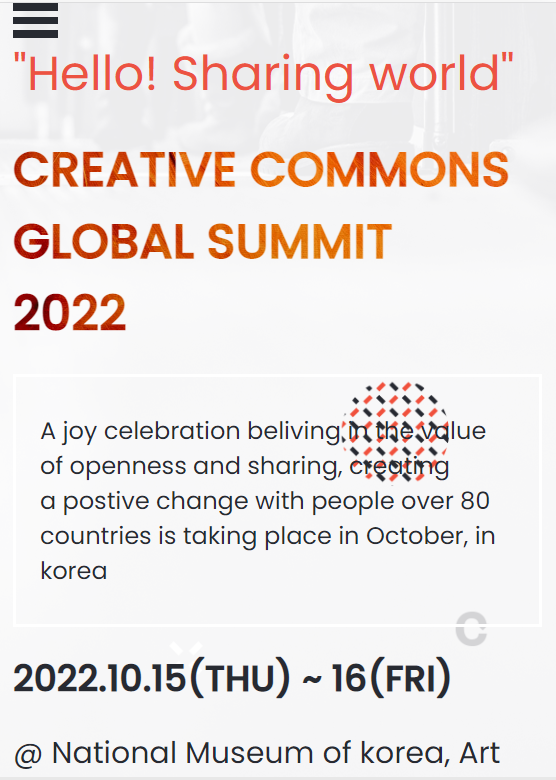 "Hello! Sharing world"
CREATIVE COMMONS
GLOBAL SUMMIT
2022
A joy celebration beliving in the value
of openness and sharing, creating
a postive change with people over 80
countries is taking place in October, in
korea
C
2022.10.15(THU) ~ 16(FRI)
@ National Museum of korea, Art